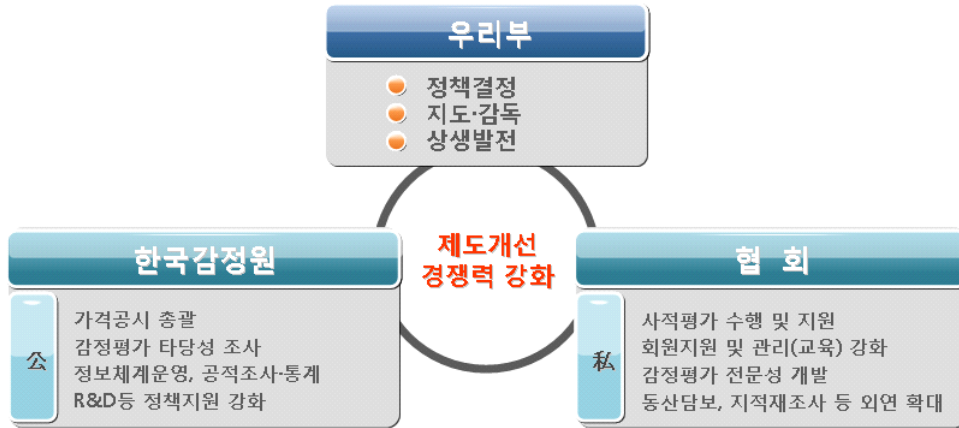 우리부
정책결정
지도·감독
상생발전
제도개선
경쟁력 강화
한국감정원
公
가격공시 총괄
감정평가 타당성 조사
정보체계운영, 공적조사·통계
R&D등 정책지원 강화
협 회
私
사적평가 수행 및 지원
회원지원 및 관리(교육) 강화
감정평가 전문성 개발
동산담보, 지적재조사 등 외연 확대